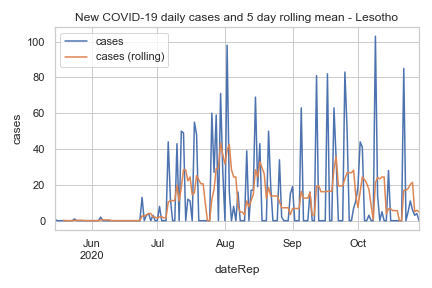 New COVID-19 daily cases and 5 day rolling mean - Lesotho
cases
cases (rolling)
100
80
60
40
20
0
cases
Jun Jul Aug Sep Oct
2020
dateRep